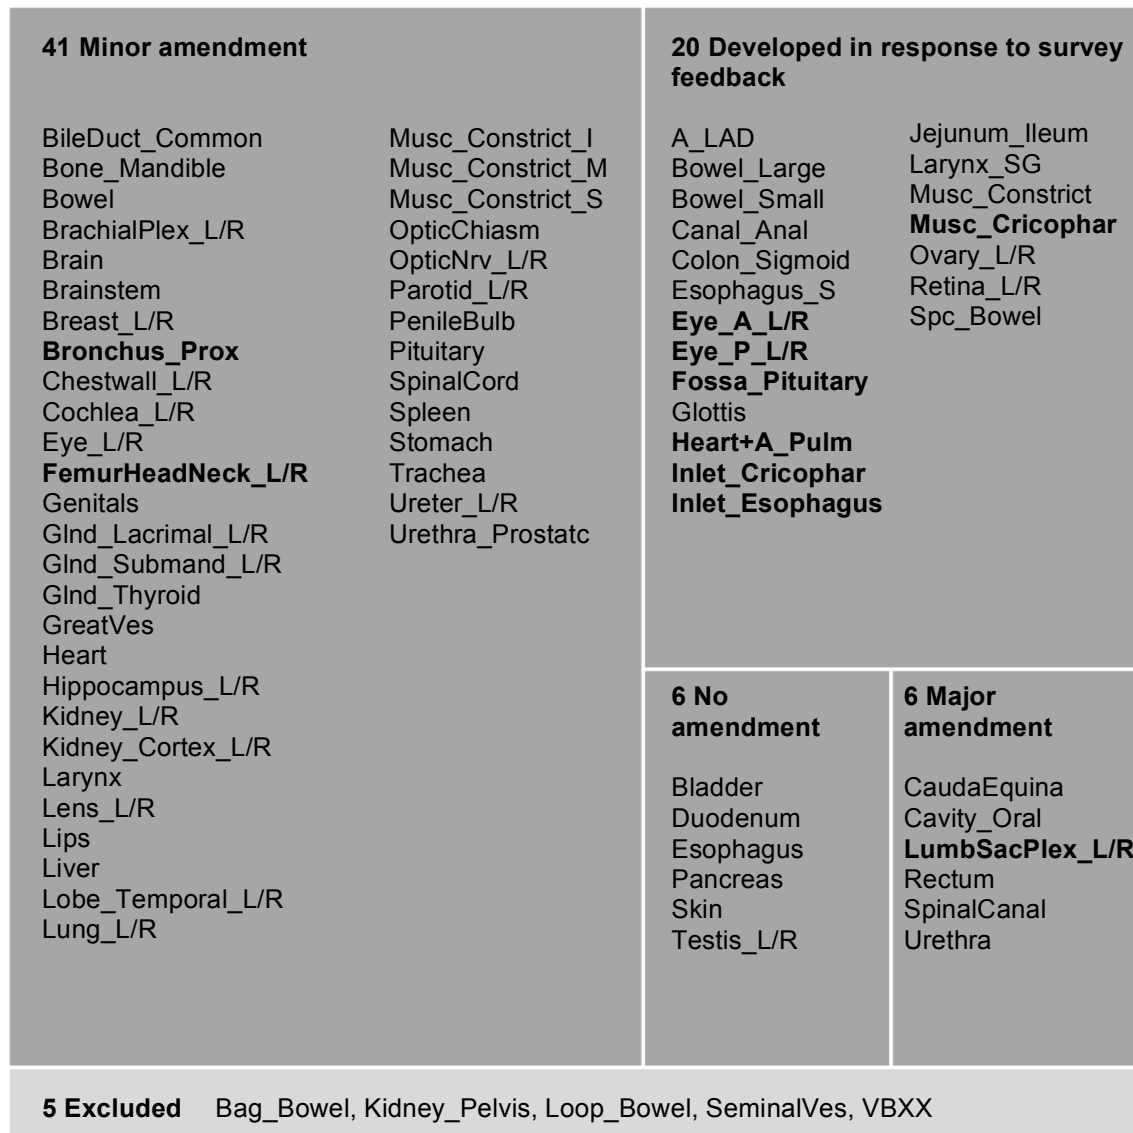 41 Minor amendment
BileDuct_Common
Bone_Mandible
Bowel
BrachialPlex_L/R
Brain
Brainstem
Breast_L/R
Bronchus_Prox
Chestwall_L/R
Cochlea_L/R
Eye_L/R
FemurHeadNeck_L/R
Genitals
Glnd_Lacrimal_L/R
Glnd_Submand_L/R
Glnd_Thyroid
GreatVes
Heart
Hippocampus_L/R
Kidney_L/R
Kidney_Cortex_L/R
Larynx
Lens_L/R
Lips
Liver
Lobe_Temporal_L/R
Lung_L/R
Musc_Constrict_I
Musc_Constrict_M
Musc_Constrict_S
OpticChiasm
OpticNrv_L/R
Parotid_L/R
PenileBulb
Pituitary
SpinalCord
Spleen
Stomach
Trachea
Ureter_L/R
Urethra_Prostatc
20 Developed in response to survey
feedback
A_LAD
Bowel_Large
Bowel_Small
Canal_Anal
Colon_Sigmoid
Esophagus_S
Eye_A_L/R
Eye_P_L/R
Fossa_Pituitary
Glottis
Heart+A_Pulm
Inlet_Cricophar
Inlet_Esophagus
Jejunum_Ileum
Larynx_SG
Musc_Constrict
Musc_Cricophar
Ovary_L/R
Retina_L/R
Spc_Bowel
6 No
amendment
Bladder
Duodenum
Esophagus
Pancreas
Skin
Testis_L/R
6 Major
amendment
CaudaEquina
Cavity_Oral
LumbSacPlex_L/R
Rectum
SpinalCanal
Urethra
5 Excluded Bag_Bowel, Kidney_Pelvis, Loop_Bowel, SeminalVes, VBXX